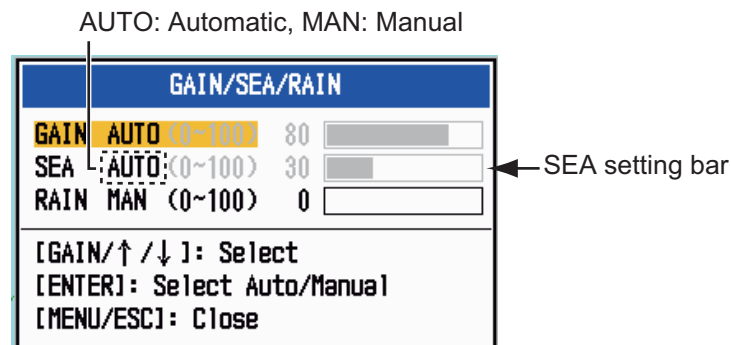 AUTO: Automatic, MAN: Manual
GAIN/SEA/RAIN
GAIN AUTO (0~100) 80
SEA AUTO (0~100) 30
SEA setting bar
RAIN MAN (0~100) 0
[GAIN/↑/↓]: Select
[ENTER]: Select Auto/Manual
[MENU/ESC]: Close